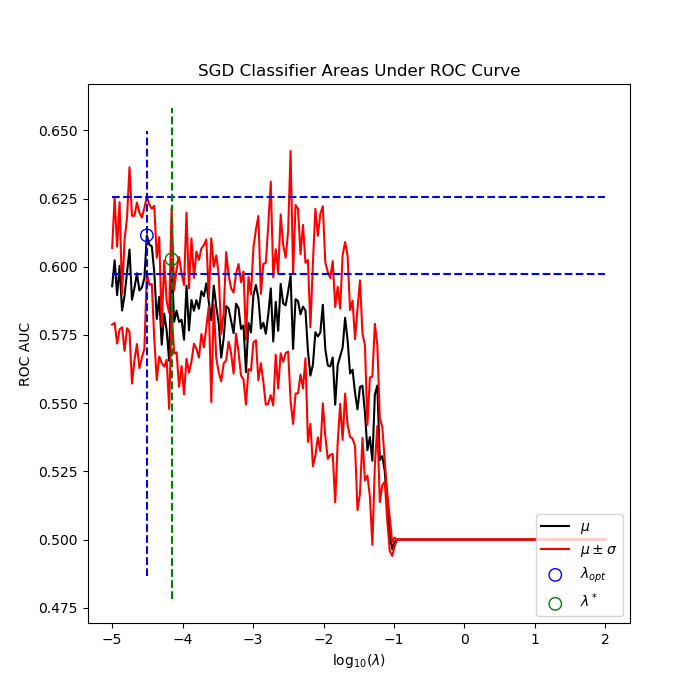 SGD Classifier Areas Under ROC Curve
ROC AUC
0.650
0.625
0.600
0.575
0.550
0.525
0.500
0.475
μ
μ ± σ
λ_opt
λ*
−5 −4 −3 −2 −1 0 1 2
log₁₀(λ)